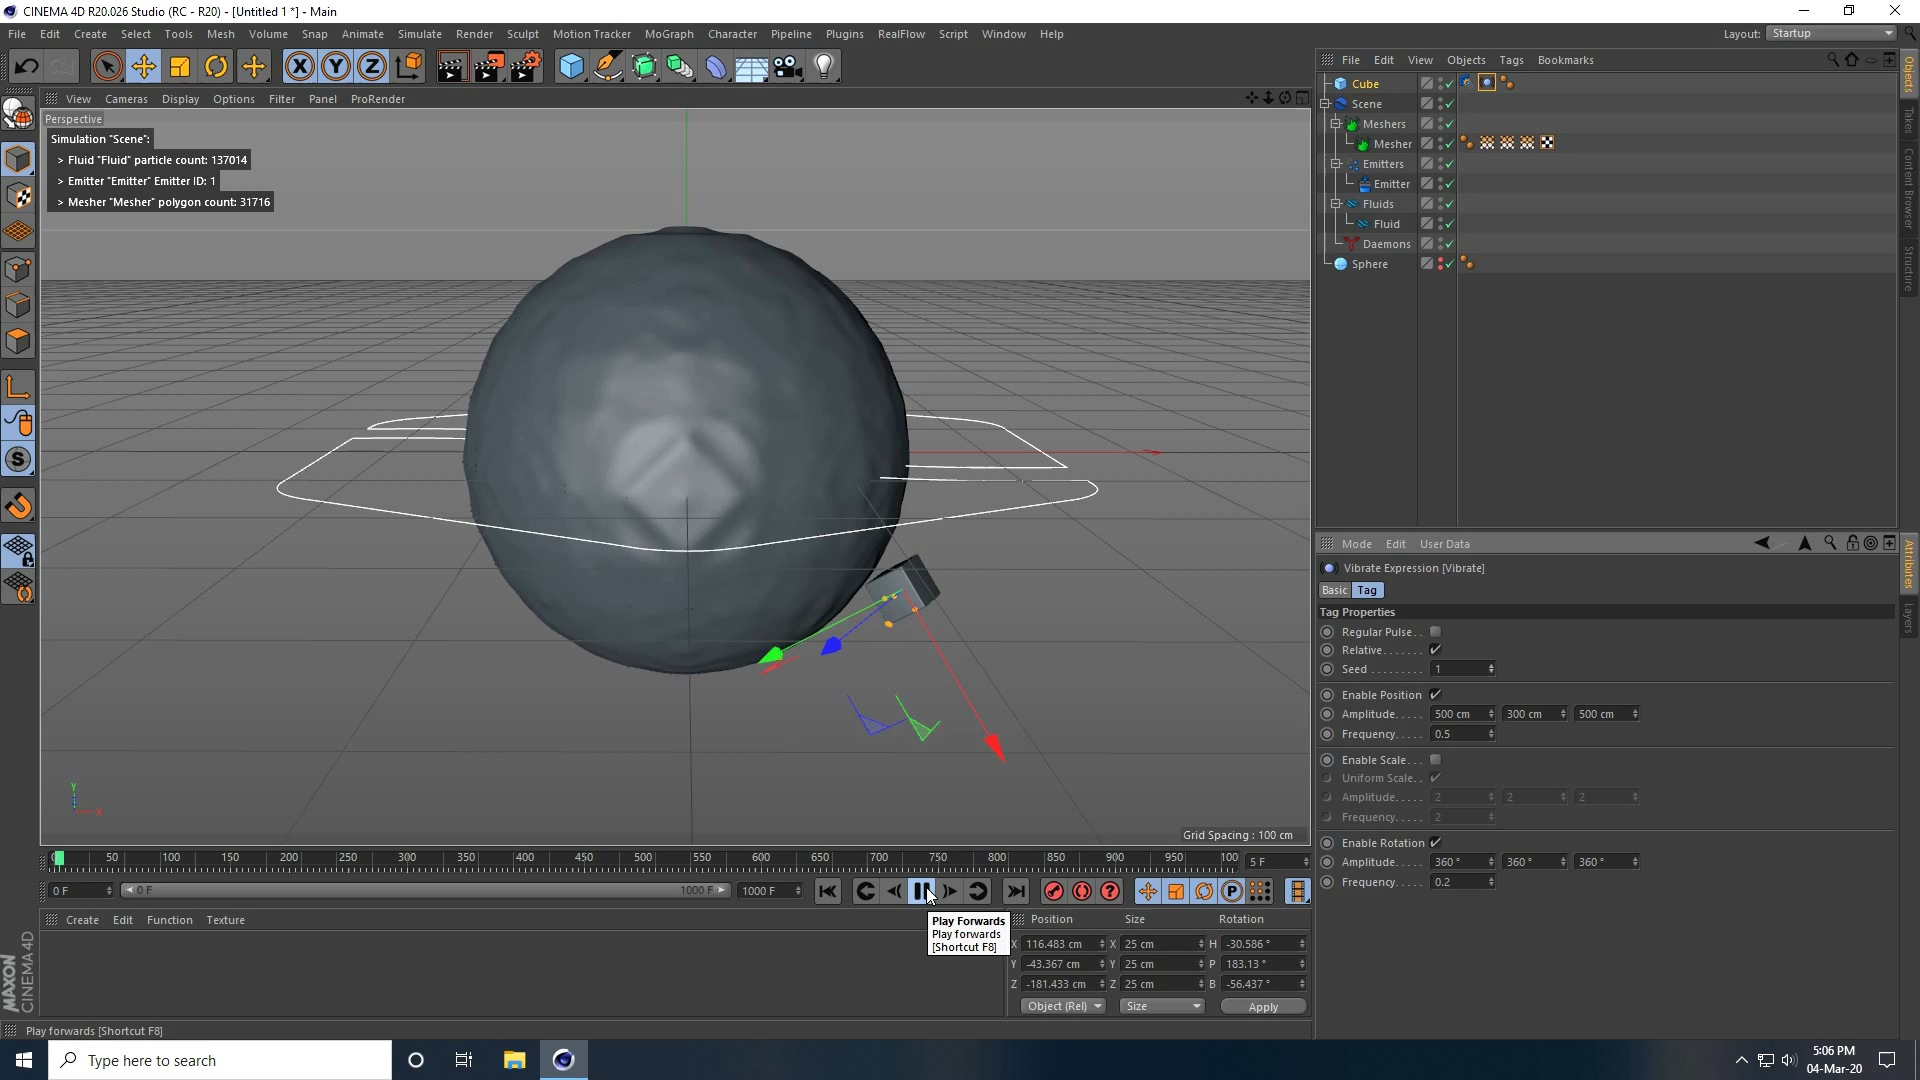 CINEMA 4D R20.026 Studio (RC - R20) - [Untitled 1 *] - Main
File Edit Create Select Tools Mesh Volume Snap Animate Simulate Render Sculpt Motion Tracker MoGraph Character Pipeline Plugins RealFlow Script Window Help
Layout: Startup
View Cameras Display Options Filter Panel ProRender
File Edit View Objects Tags Bookmarks
Perspective
Simulation "Scene":
> Fluid "Fluid" particle count: 137014
> Emitter "Emitter" Emitter ID: 1
> Mesher "Mesher" polygon count: 31716
Cube
Scene
Meshers
Mesher
Emitters
Emitter
Fluids
Fluid
Daemons
Sphere
Objects
Takes
Content Browser
Structure
Mode Edit User Data
Vibrate Expression [Vibrate]
Basic Tag
Tag Properties
Regular Pulse. .
Relative. . . . . . .
Seed . . . . . . . . . 1
Enable Position
Amplitude. . . . . 500 cm 300 cm 500 cm
Frequency. . . . . 0.5
Enable Scale. . .
Uniform Scale. .
Amplitude. . . . . 2 2 2
Frequency. . . . . 2
Enable Rotation
Amplitude. . . . . 360 ° 360 ° 360 °
Frequency. . . . . 0.2
Attributes
Layers
Y
X
Grid Spacing : 100 cm
0 50 100 150 200 250 300 350 400 450 500 550 600 650 700 750 800 850 900 950 100 5 F
0 F 0 F 1000 F 1000 F
Create Edit Function Texture
Play Forwards
Play forwards
[Shortcut F8]
Position Size Rotation
X 116.483 cm X 25 cm H -30.586 °
Y -43.367 cm Y 25 cm P 183.13 °
Z -181.433 cm Z 25 cm B -56.437 °
Object (Rel) Size Apply
MAXON
CINEMA 4D
Play forwards [Shortcut F8]
Type here to search
5:06 PM
04-Mar-20